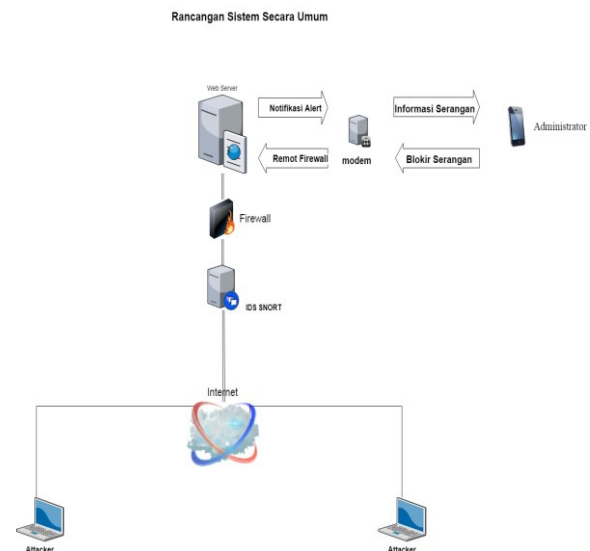 Rancangan Sistem Secara Umum
Web Server
Notifikasi Alert
Informasi Serangan
Administrator
Remot Firewall
modem
Blokir Serangan
Firewall
IDS SNORT
Internet
Attacker
Attacker